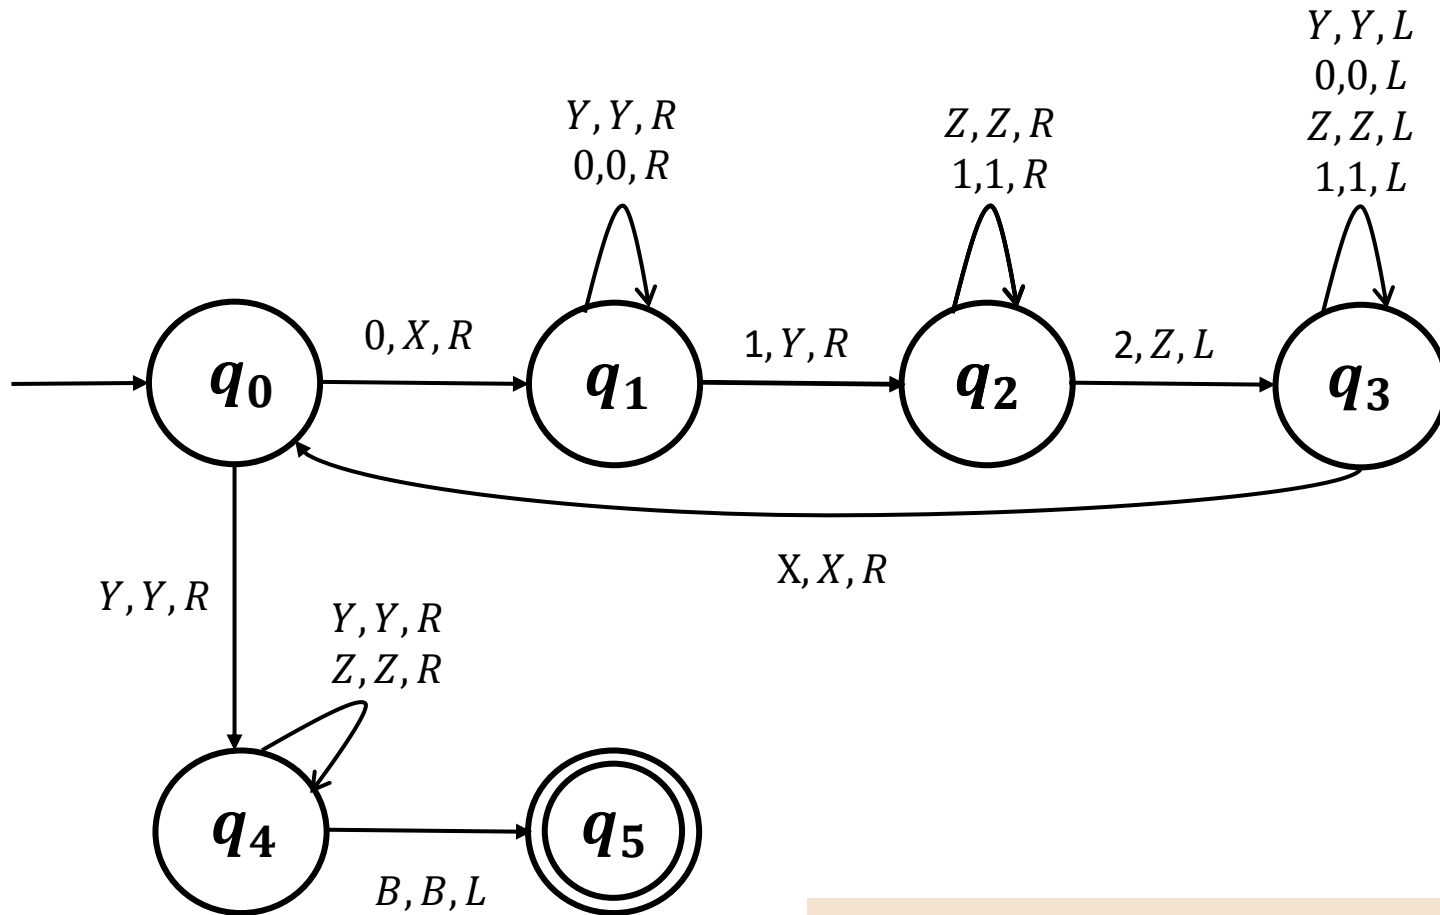 Y, Y, L
0,0, L
Z, Z, L
1,1, L
Y, Y, R
0,0, R
Z, Z, R
1,1, R
0, X, R
1, Y, R
2, Z, L
q0
q1
q2
q3
X, X, R
Y, Y, R
Y, Y, R
Z, Z, R
q4
q5
B, B, L